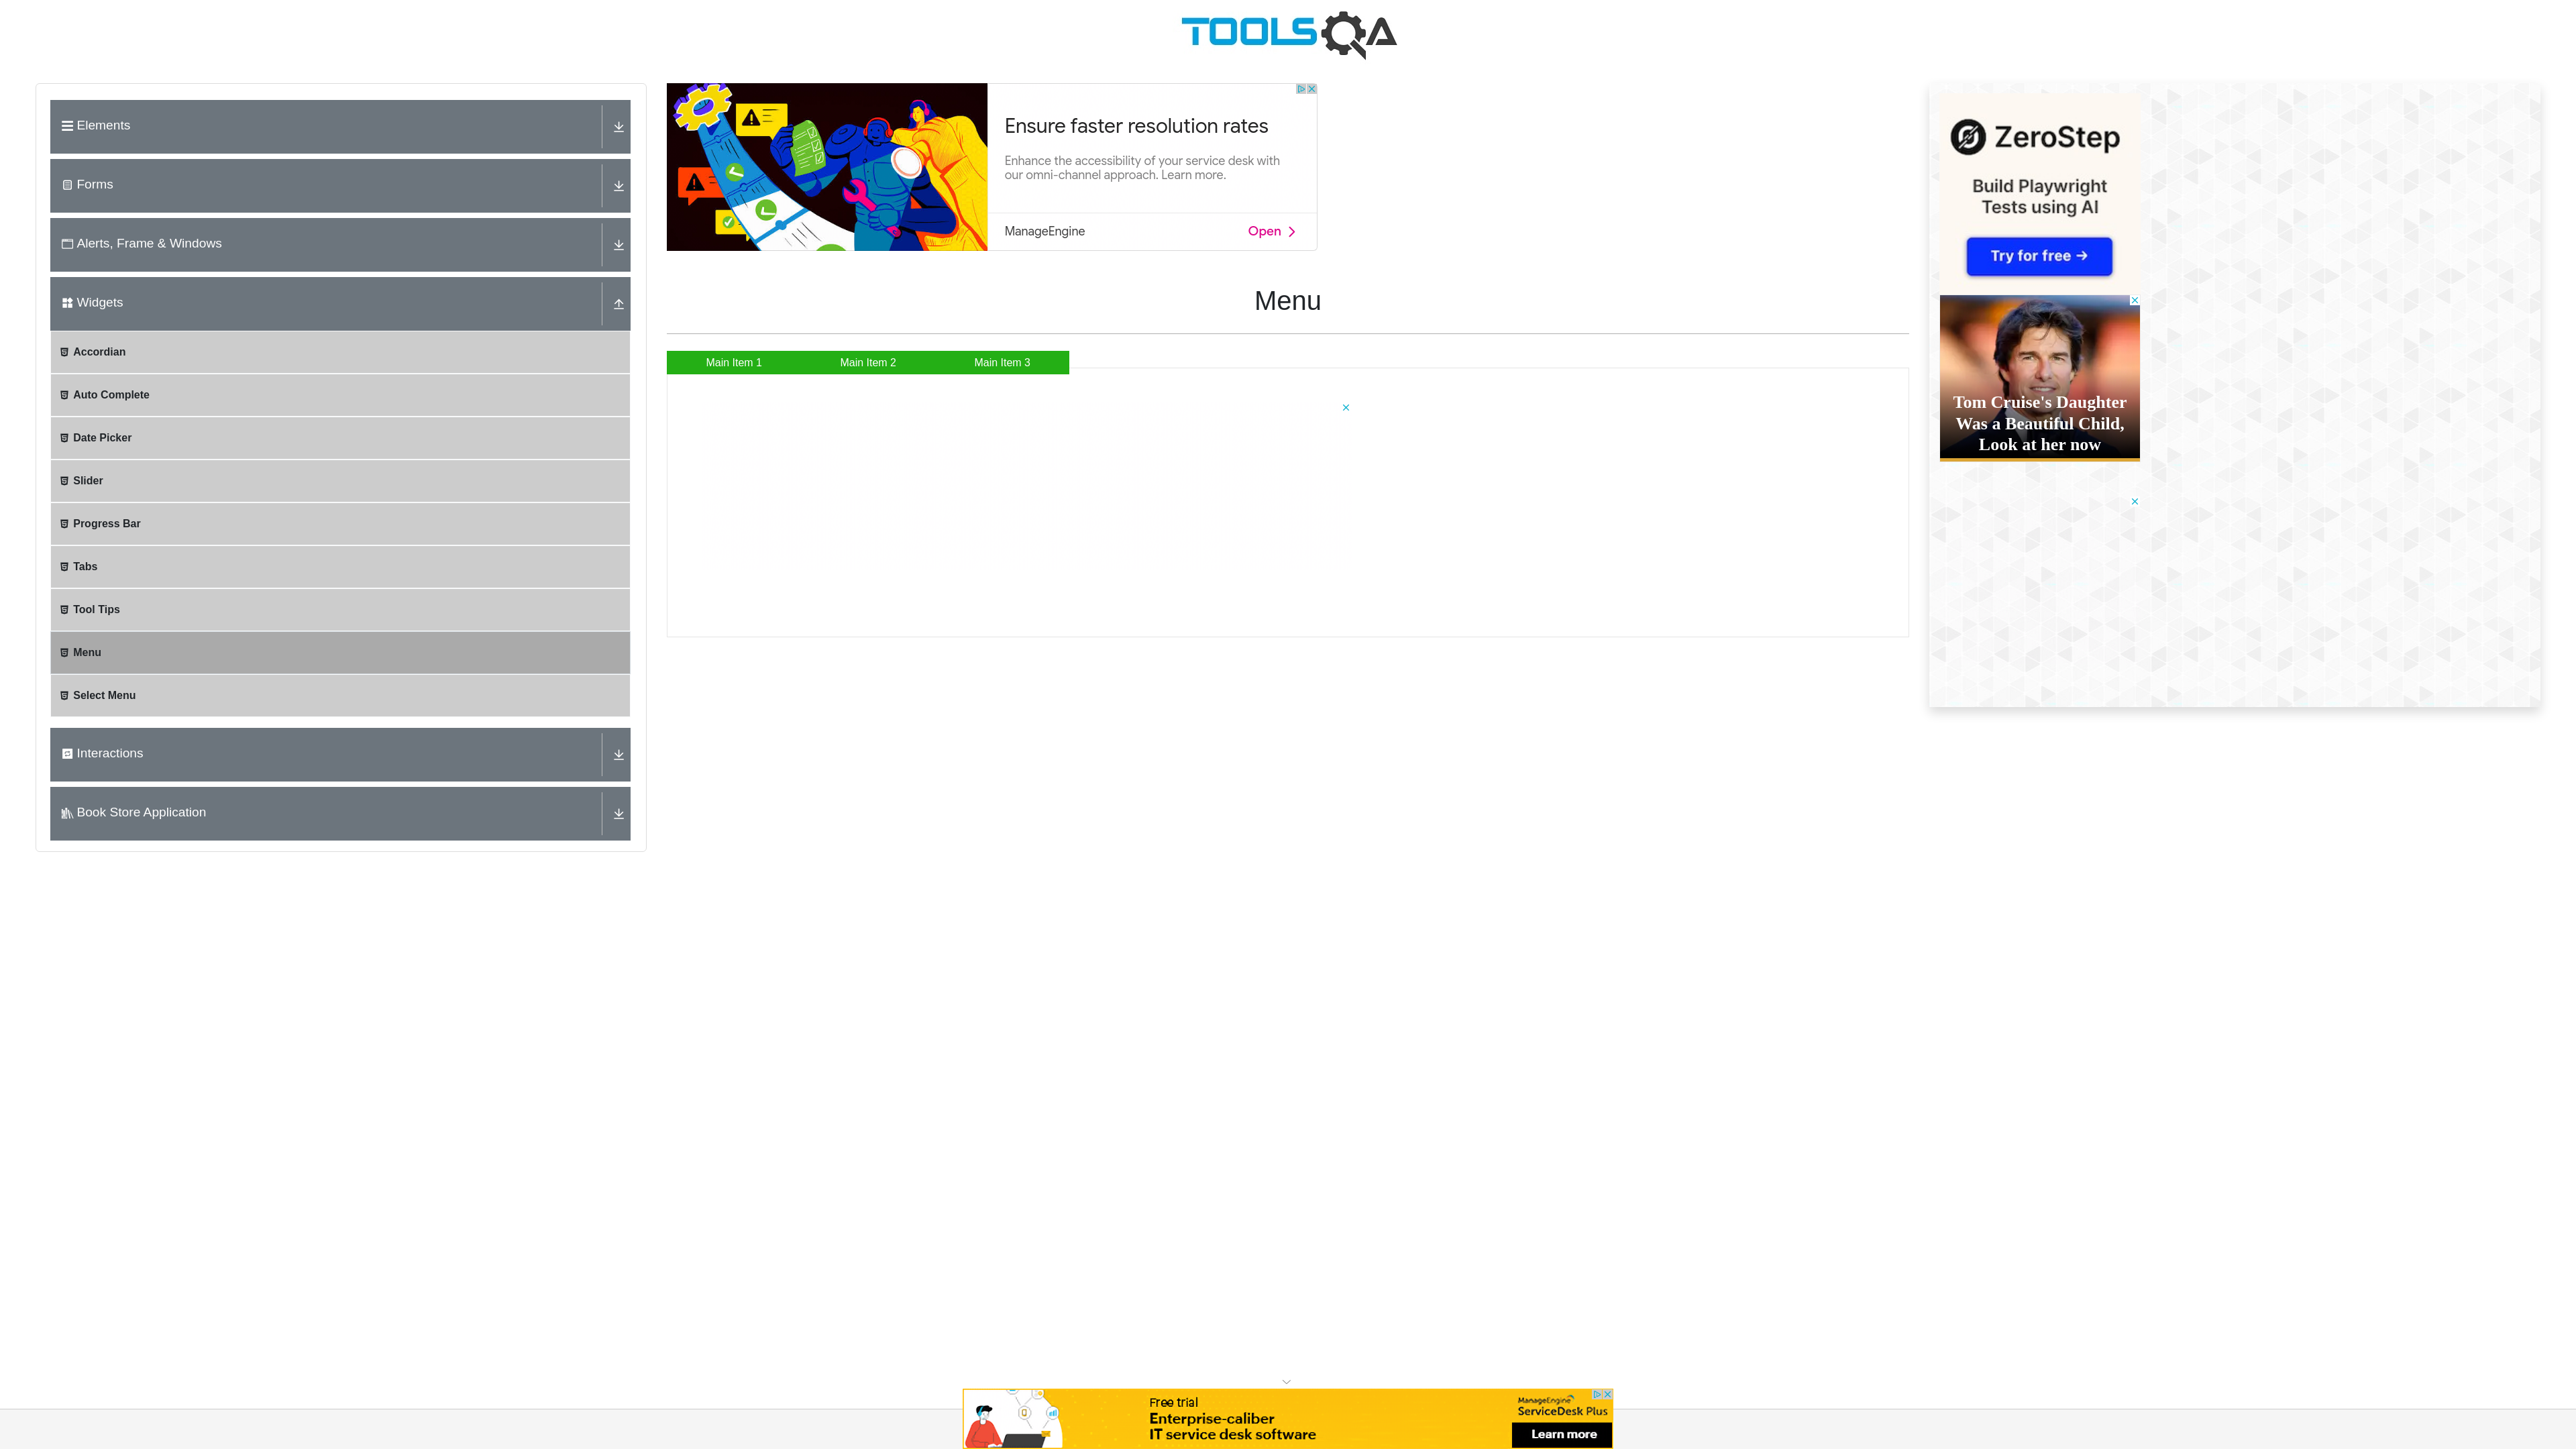 TOOLSQA
Elements
Forms
Alerts, Frame & Windows
Widgets
Accordian
Auto Complete
Date Picker
Slider
Progress Bar
Tabs
Tool Tips
Menu
Select Menu
Interactions
Book Store Application
Ensure faster resolution rates
Enhance the accessibility of your service desk with
our omni-channel approach. Learn more.
ManageEngine
Open
Menu
Main Item 1
Main Item 2
Main Item 3
ZeroStep
Build Playwright
Tests using AI
Try for free →
Tom Cruise's Daughter
Was a Beautiful Child,
Look at her now
Free trial
Enterprise-caliber
IT service desk software
ManageEngine
ServiceDesk Plus
Learn more